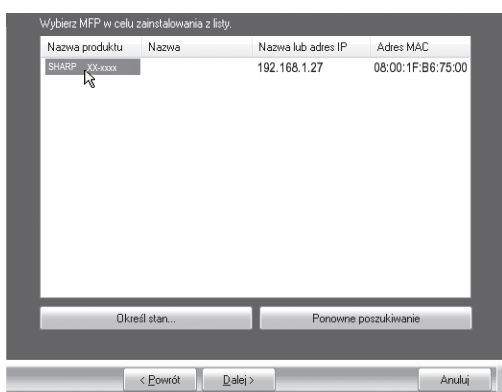 Wybierz MFP w celu zainstalowania z listy.
Nazwa produktu Nazwa Nazwa lub adres IP Adres MAC
SHARP XX-xxxx 192.168.1.27 08:00:1F:B6:75:00
Określ stan... Ponowne poszukiwanie
< Powrót Dalej > Anuluj